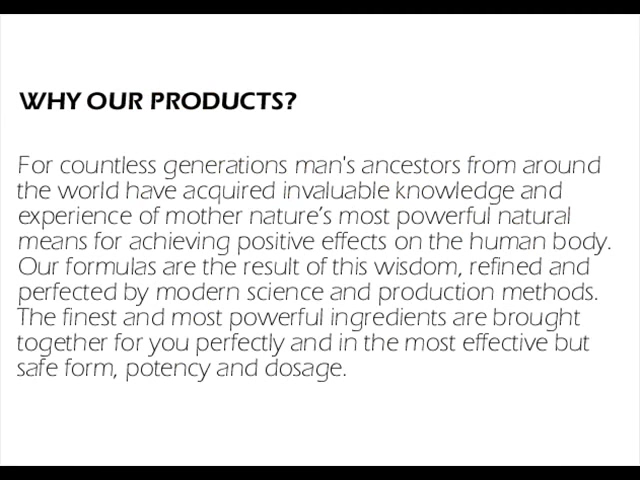 WHY OUR PRODUCTS?
For countless generations man's ancestors from around
the world have acquired invaluable knowledge and
experience of mother nature's most powerful natural
means for achieving positive effects on the human body.
Our formulas are the result of this wisdom, refined and
perfected by modern science and production methods.
The finest and most powerful ingredients are brought
together for you perfectly and in the most effective but
safe form, potency and dosage.